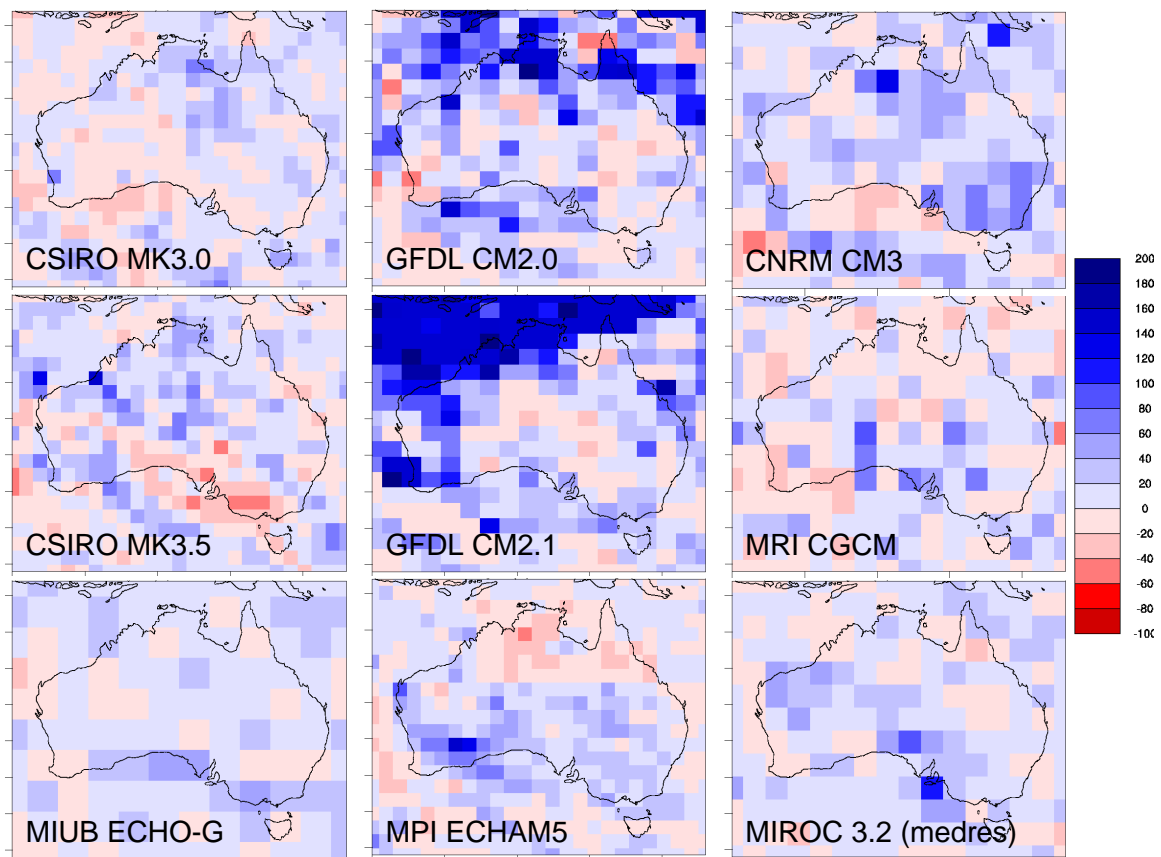 CSIRO MK3.0
GFDL CM2.0
CNRM CM3
CSIRO MK3.5
GFDL CM2.1
MRI CGCM
MIUB ECHO-G
MPI ECHAM5
MIROC 3.2 (medres)
200
180
160
140
120
100
80
60
40
20
0
-20
-40
-60
-80
-100